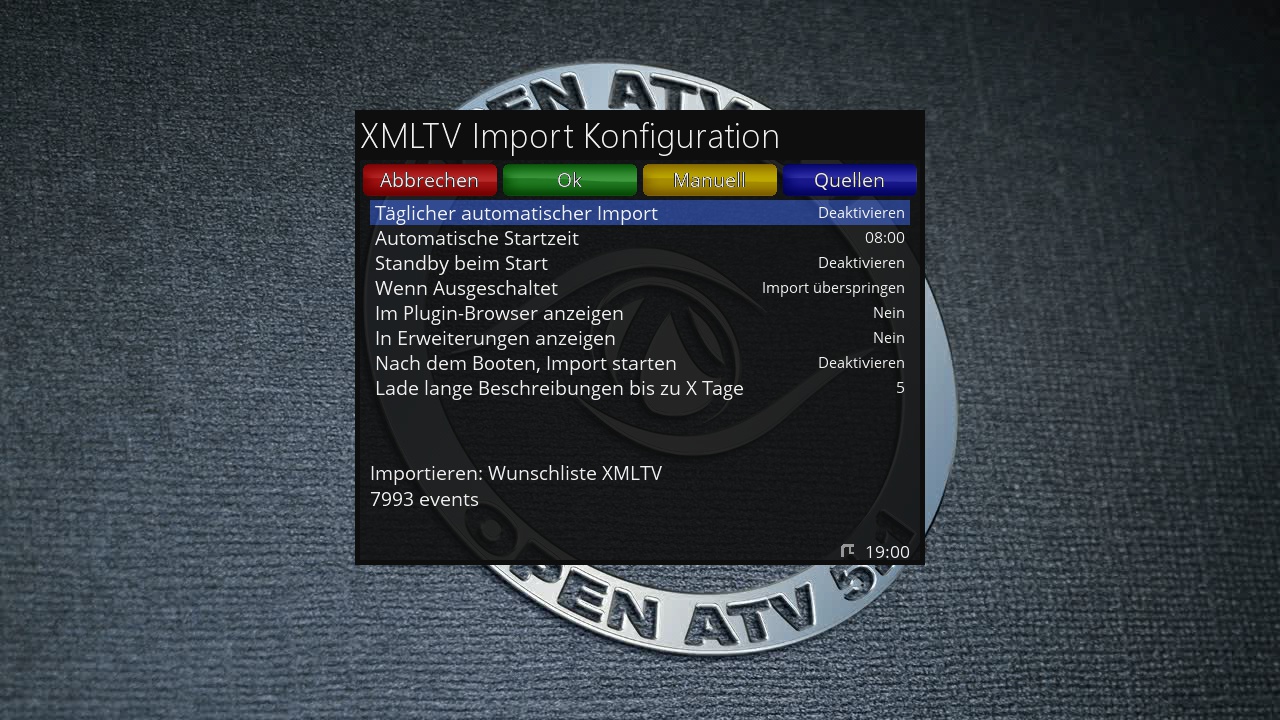 OPEN ATV
XMLTV Import Konfiguration
Abbrechen Ok Manuell Quellen
Täglicher automatischer Import Deaktivieren
Automatische Startzeit 08:00
Standby beim Start Deaktivieren
Wenn Ausgeschaltet Import überspringen
Im Plugin-Browser anzeigen Nein
In Erweiterungen anzeigen Nein
Nach dem Booten, Import starten Deaktivieren
Lade lange Beschreibungen bis zu X Tage 5
Importieren: Wunschliste XMLTV
7993 events
19:00
OPEN ATV